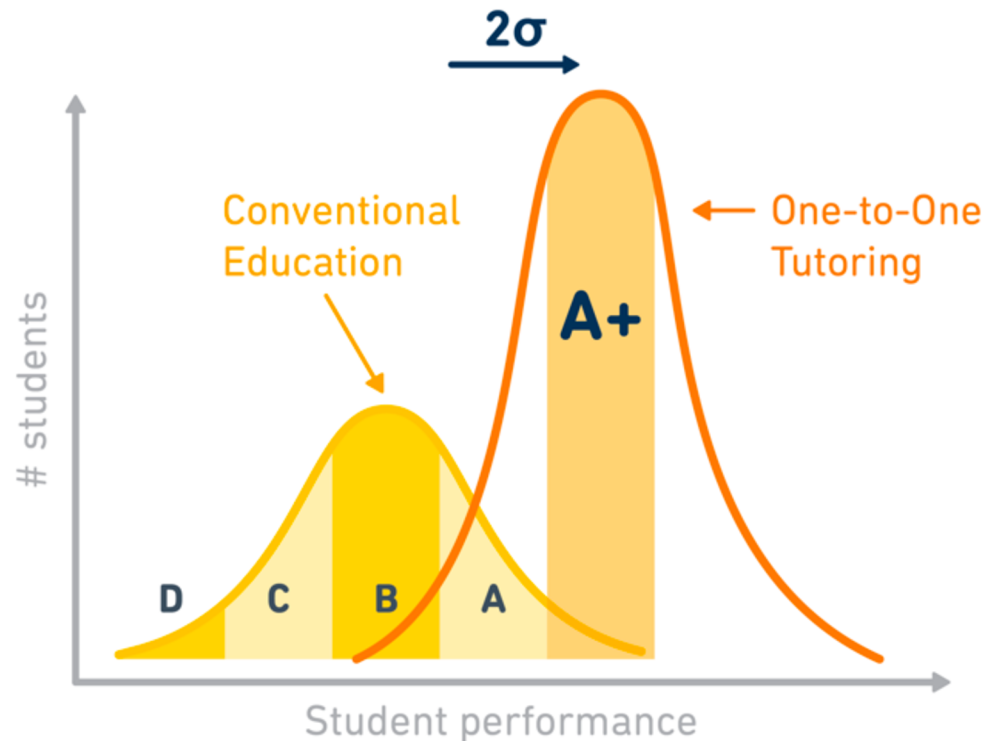 2σ
Conventional
Education
One-to-One
Tutoring
A+
# students
D C B A
Student performance